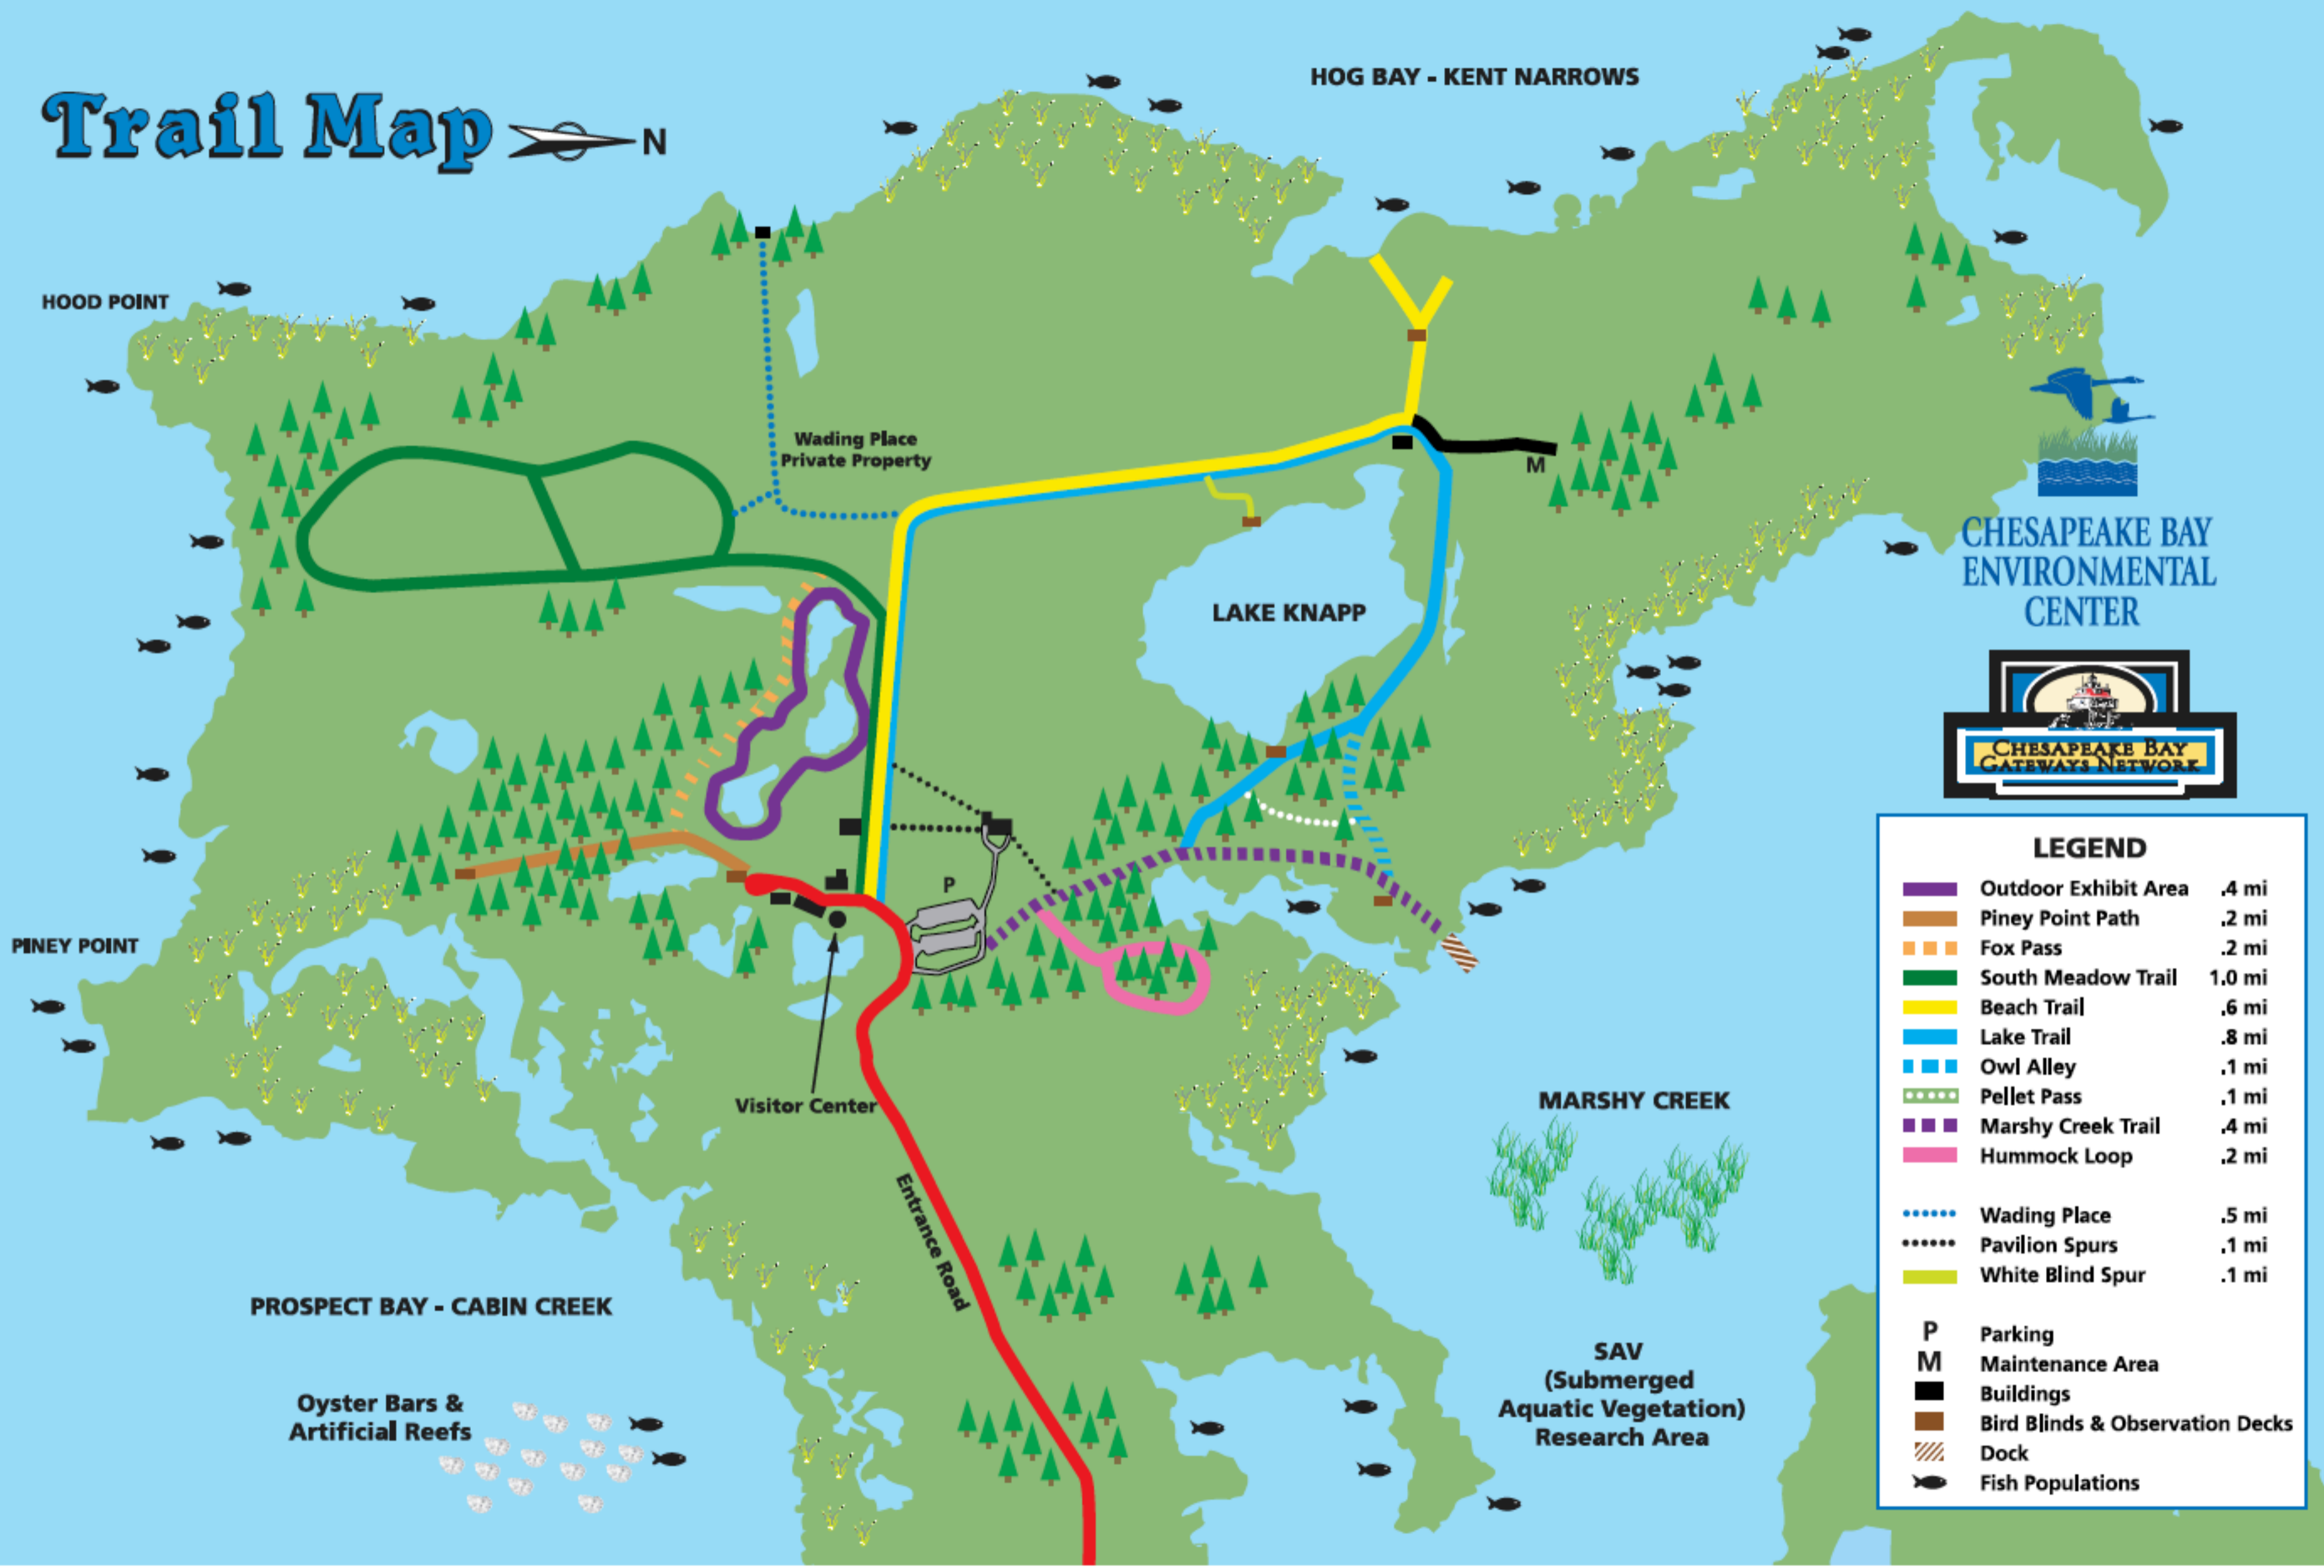 Trail Map
N
HOG BAY - KENT NARROWS
HOOD POINT
Wading Place
Private Property
M
LAKE KNAPP
CHESAPEAKE BAY
ENVIRONMENTAL
CENTER
CHESAPEAKE BAY
GATEWAYS NETWORK
P
PINEY POINT
Visitor Center
Entrance Road
MARSHY CREEK
PROSPECT BAY - CABIN CREEK
Oyster Bars &
Artificial Reefs
SAV
(Submerged
Aquatic Vegetation)
Research Area
LEGEND
Outdoor Exhibit Area .4 mi
Piney Point Path .2 mi
Fox Pass .2 mi
South Meadow Trail 1.0 mi
Beach Trail .6 mi
Lake Trail .8 mi
Owl Alley .1 mi
Pellet Pass .1 mi
Marshy Creek Trail .4 mi
Hummock Loop .2 mi
Wading Place .5 mi
Pavilion Spurs .1 mi
White Blind Spur .1 mi
P Parking
M Maintenance Area
Buildings
Bird Blinds & Observation Decks
Dock
Fish Populations